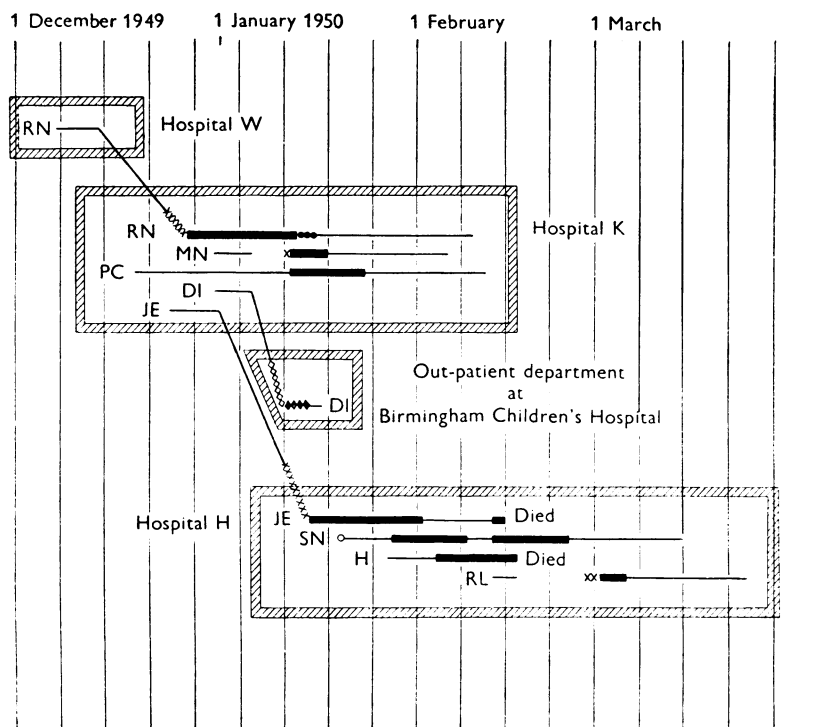 1 December 1949
1 January 1950
1 February
1 March
RN
Hospital W
RN
Hospital K
MN
PC
DI
JE
Out-patient department
at
DI
Birmingham Children's Hospital
Hospital H
JE
Died
SN
H
Died
RL